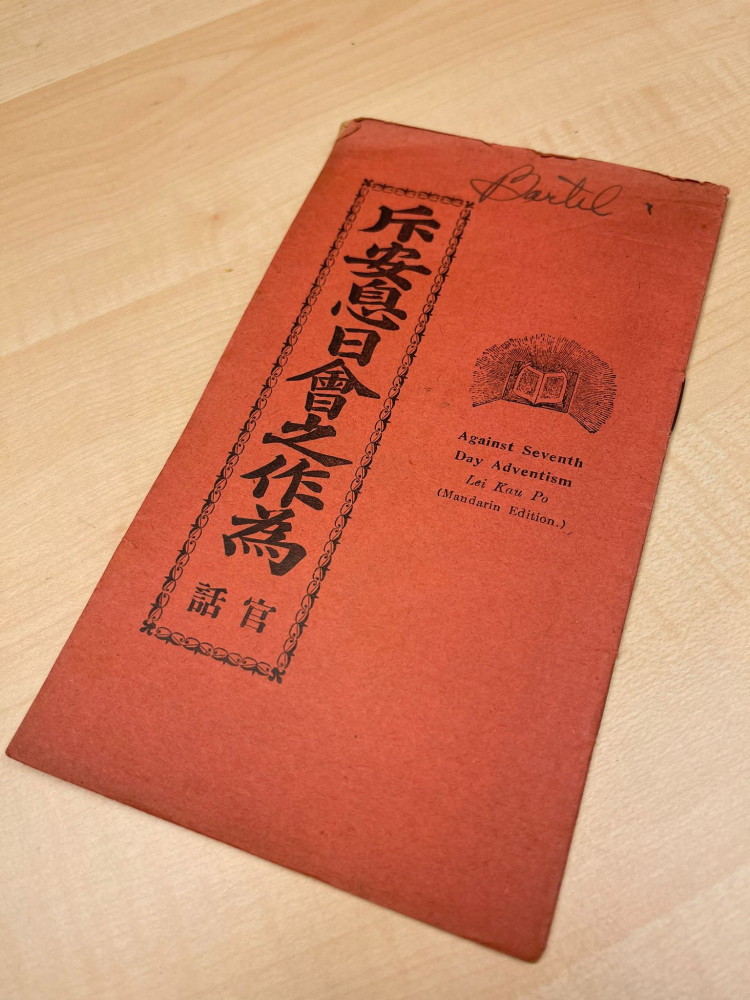 Bartel
斥安息日會之作為
官話
Against Seventh
Day Adventism
Lei Kau Po
(Mandarin Edition.)